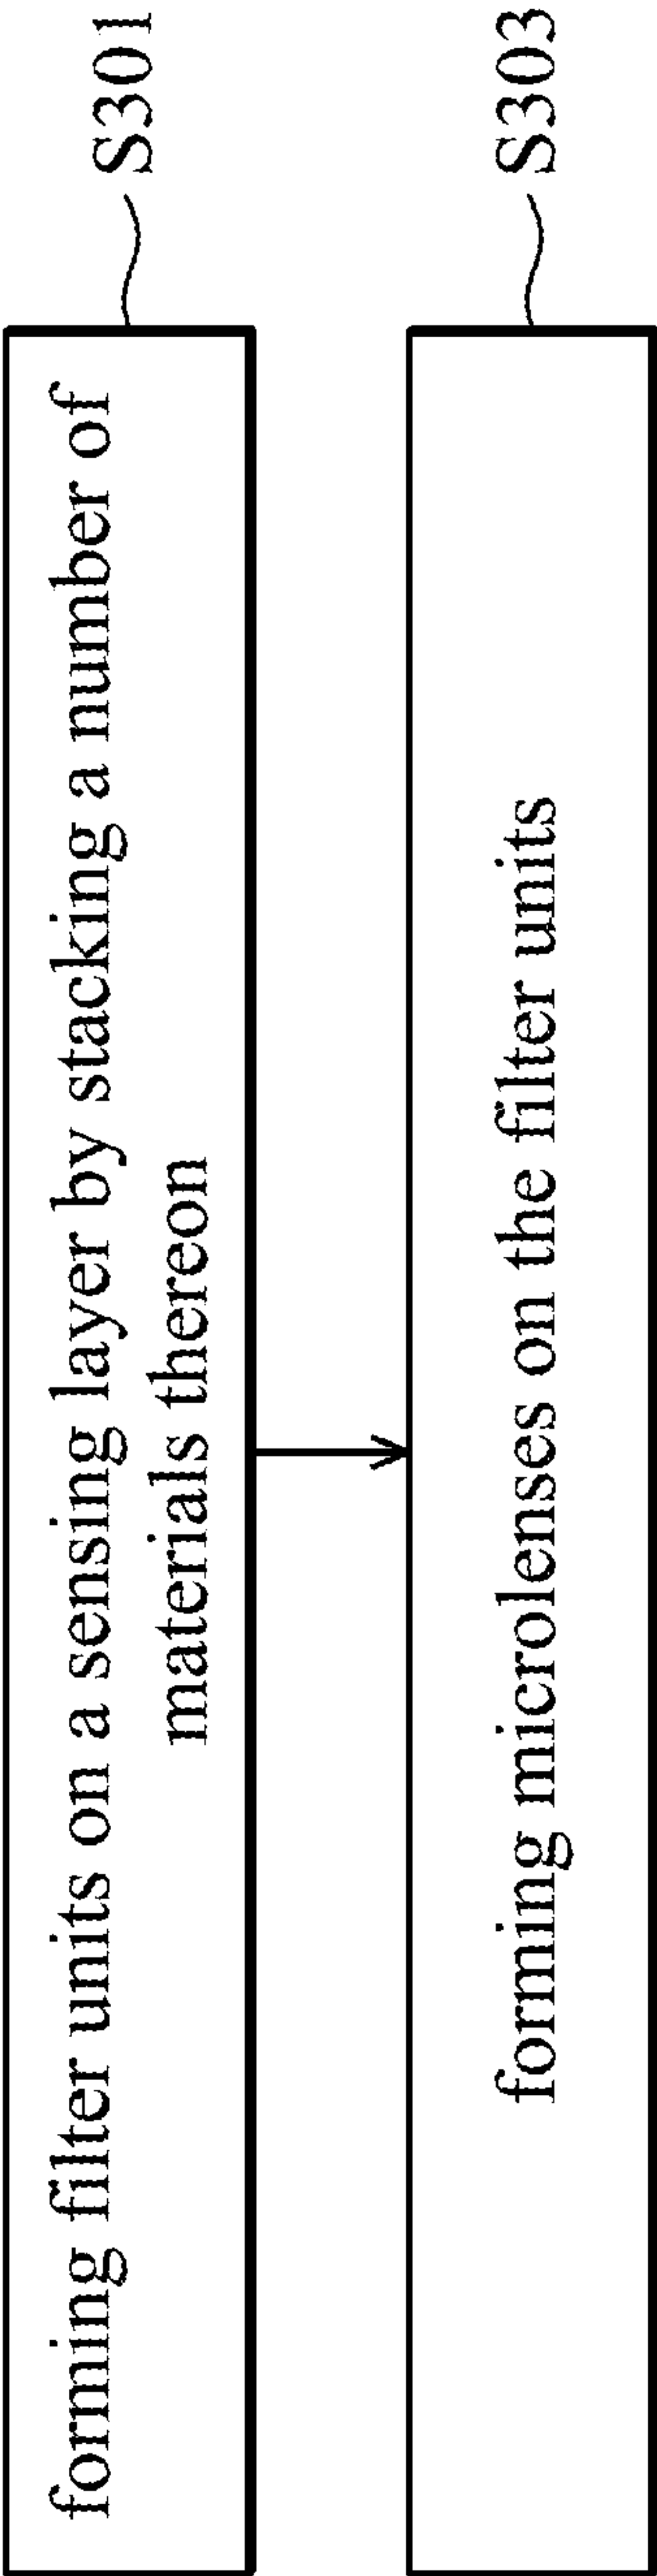 forming filter units on a sensing layer by stacking a number of
materials thereon
S301
forming microlenses on the filter units
S303